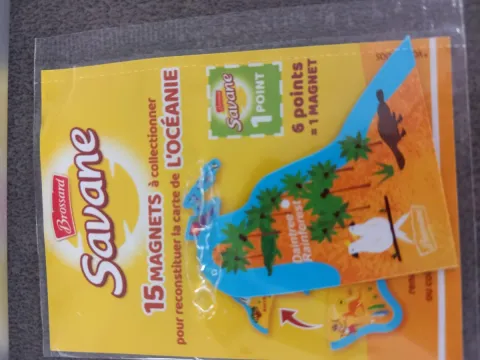 Brossard
Savane
15 MAGNETS à collectionner
pour reconstituer la carte de L'OCÉANIE
Brossard
Savane
1 POINT
6 points
= 1 MAGNET
Daintree
Rainforest